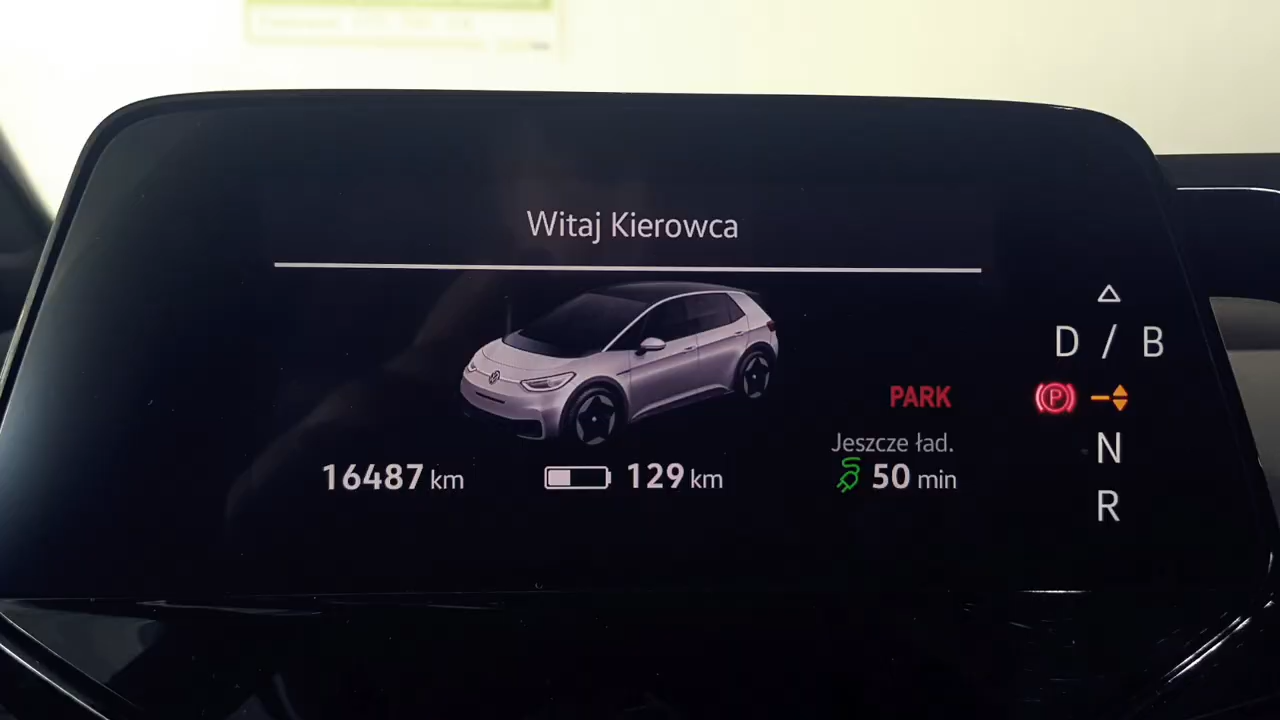 Witaj Kierowca
D / B
PARK
P
Jeszcze ład.
N
16487 km
129 km
50 min
R